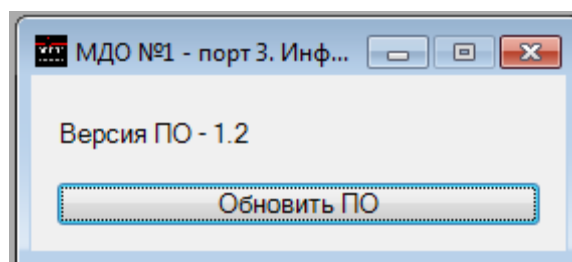 МДО №1 - порт 3. Инф...
Версия ПО - 1.2
Обновить ПО